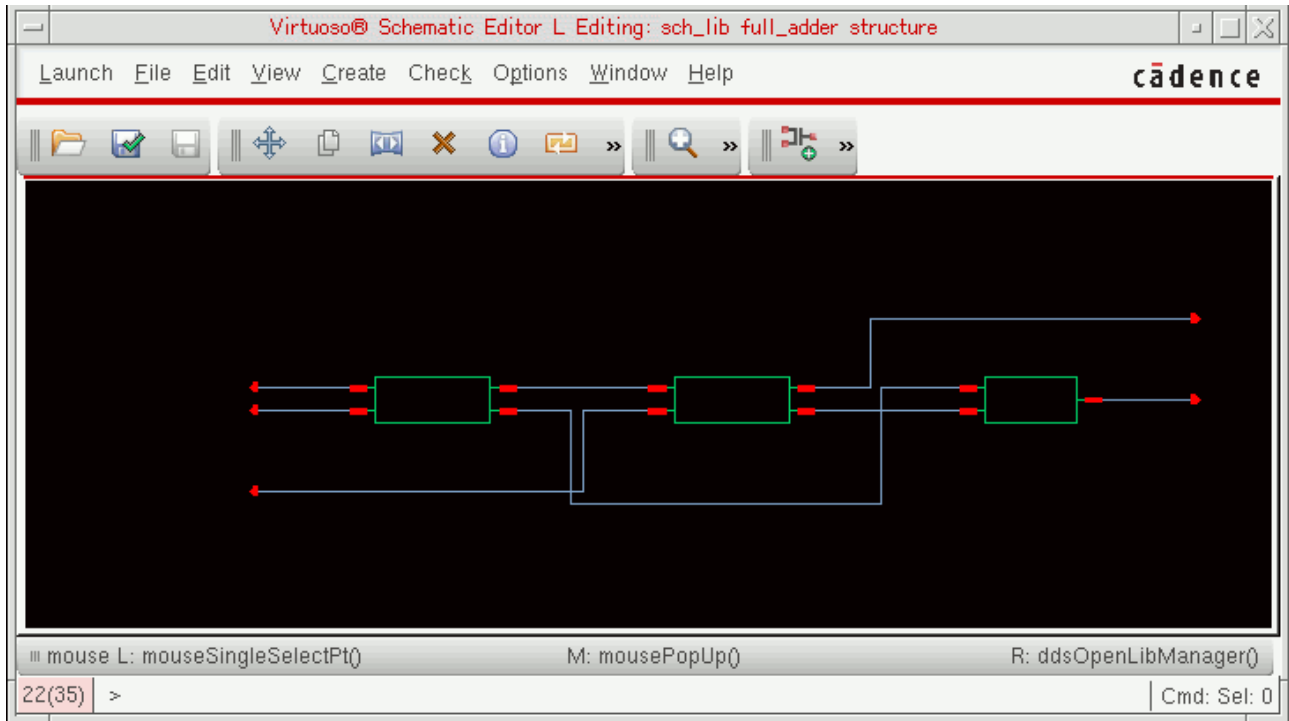 Virtuoso® Schematic Editor L Editing: sch_lib full_adder structure
Launch File Edit View Create Check Options Window Help cādence
» » »
mouse L: mouseSingleSelectPt() M: mousePopUp() R: ddsOpenLibManager()
22(35) > Cmd: Sel: 0